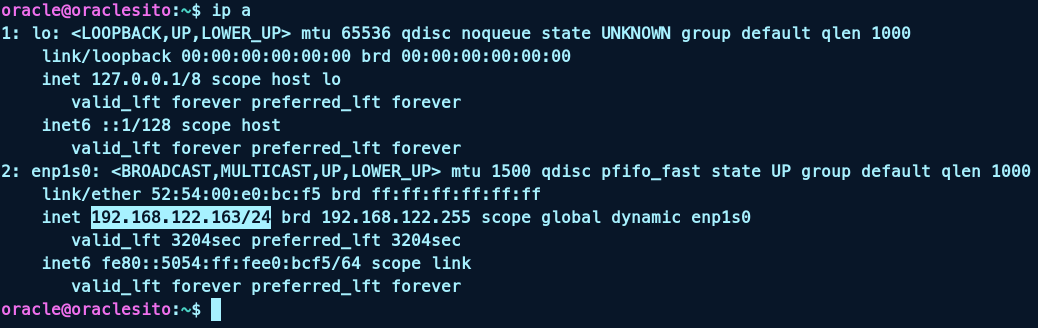 oracle@oraclesito:~$ ip a
1: lo: <LOOPBACK,UP,LOWER_UP> mtu 65536 qdisc noqueue state UNKNOWN group default qlen 1000
    link/loopback 00:00:00:00:00:00 brd 00:00:00:00:00:00
    inet 127.0.0.1/8 scope host lo
       valid_lft forever preferred_lft forever
    inet6 ::1/128 scope host
       valid_lft forever preferred_lft forever
2: enp1s0: <BROADCAST,MULTICAST,UP,LOWER_UP> mtu 1500 qdisc pfifo_fast state UP group default qlen 1000
    link/ether 52:54:00:e0:bc:f5 brd ff:ff:ff:ff:ff:ff
    inet 192.168.122.163/24 brd 192.168.122.255 scope global dynamic enp1s0
       valid_lft 3204sec preferred_lft 3204sec
    inet6 fe80::5054:ff:fee0:bcf5/64 scope link
       valid_lft forever preferred_lft forever
oracle@oraclesito:~$